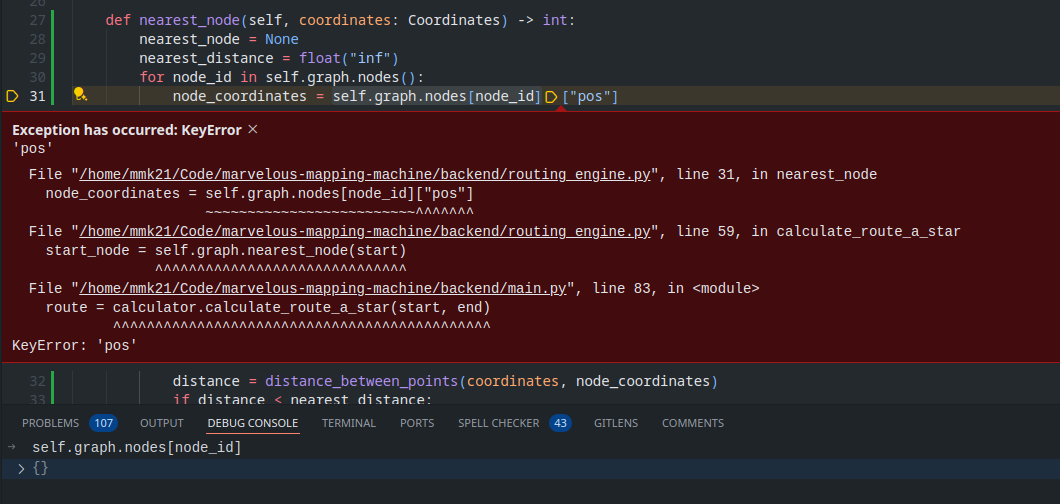 26
27 def nearest_node(self, coordinates: Coordinates) -> int:
28 nearest_node = None
29 nearest_distance = float("inf")
30 for node_id in self.graph.nodes():
31 node_coordinates = self.graph.nodes[node_id]["pos"]
Exception has occurred: KeyError ×
'pos'
File "/home/mmk21/Code/marvelous-mapping-machine/backend/routing_engine.py", line 31, in nearest_node
node_coordinates = self.graph.nodes[node_id]["pos"]
~~~~~~~~~~~~~~~~~~~~~~~~~^^^^^^^
File "/home/mmk21/Code/marvelous-mapping-machine/backend/routing_engine.py", line 59, in calculate_route_a_star
start_node = self.graph.nearest_node(start)
^^^^^^^^^^^^^^^^^^^^^^^^^^^^^^
File "/home/mmk21/Code/marvelous-mapping-machine/backend/main.py", line 83, in <module>
route = calculator.calculate_route_a_star(start, end)
^^^^^^^^^^^^^^^^^^^^^^^^^^^^^^^^^^^^^^^^^^^^^
KeyError: 'pos'
32 distance = distance_between_points(coordinates, node_coordinates)
33 if distance < nearest_distance:
PROBLEMS 107 OUTPUT DEBUG CONSOLE TERMINAL PORTS SPELL CHECKER 43 GITLENS COMMENTS
→ self.graph.nodes[node_id]
> {}